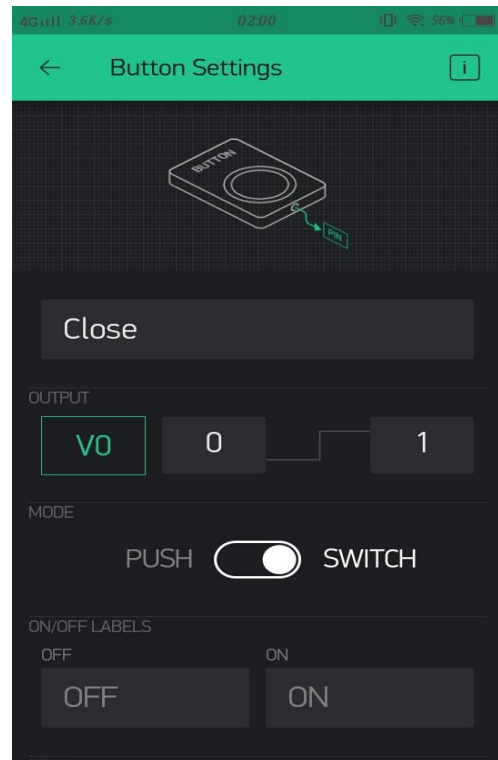 4G 3.6K/s 02:00 56%
Button Settings i
BUTTON
PIN
Close
OUTPUT
V0 0 1
MODE
PUSH SWITCH
ON/OFF LABELS
OFF ON
OFF ON